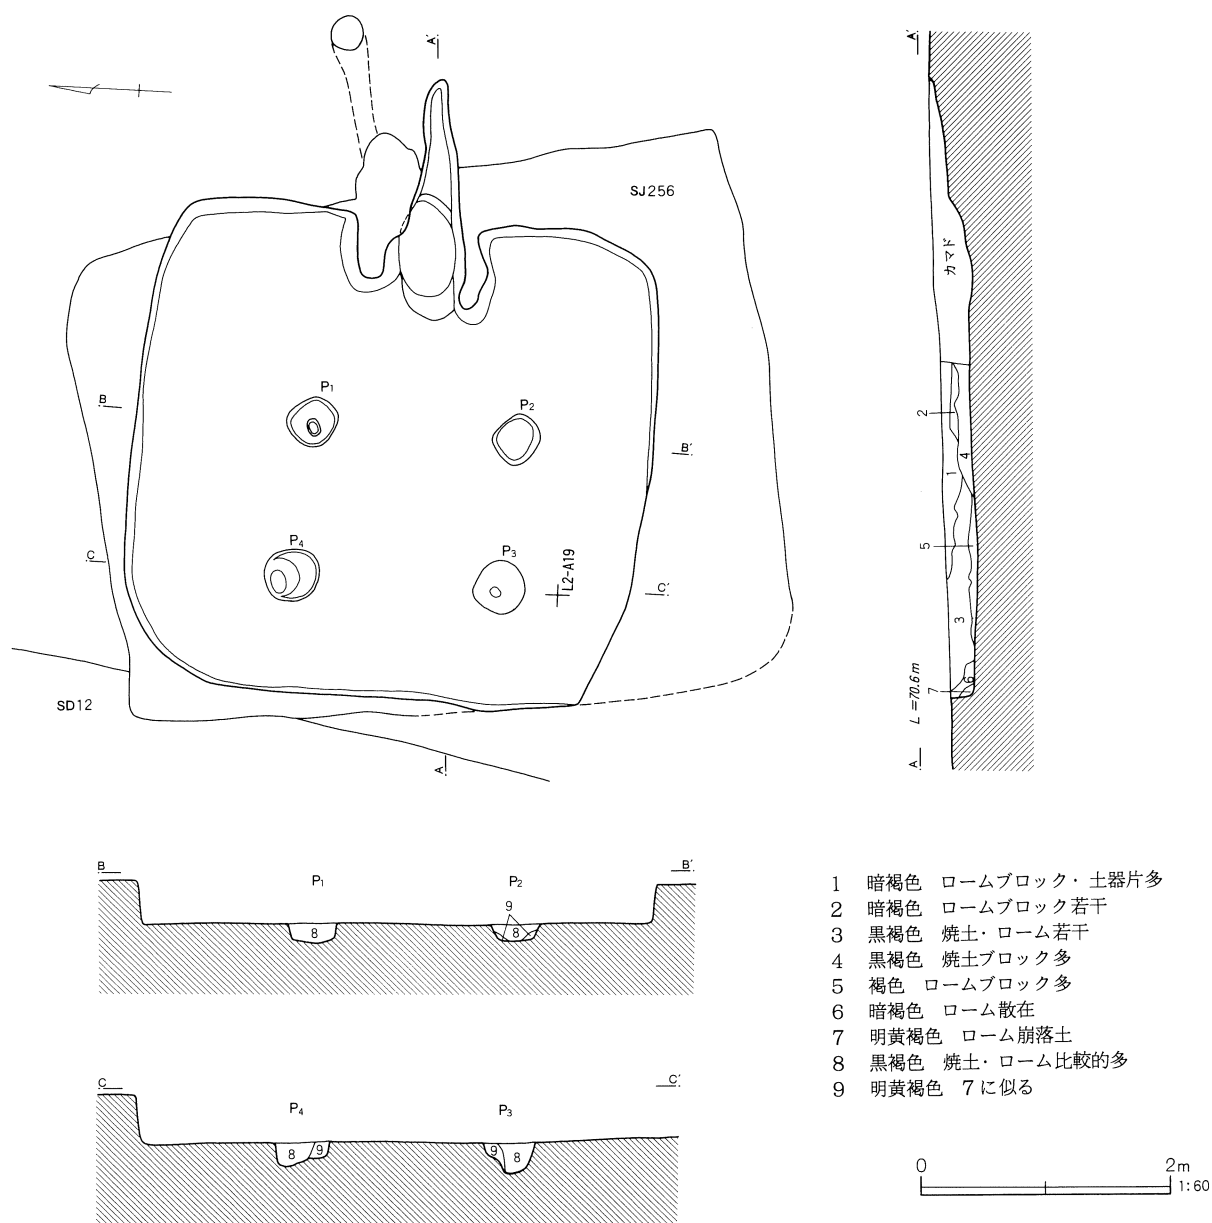 A′
SJ256
P1
P2
B
B′
P4
P3
C
C′
L2-A19
SD12
A
A′
カマド
2
1
4
5
3
6
7
L=70.6m
A
B
B′
P1
P2
9
8
8
C
C′
P4
P3
8
9
9
8
1 暗褐色 ロームブロック・土器片多
2 暗褐色 ロームブロック若干
3 黒褐色 焼土・ローム若干
4 黒褐色 焼土ブロック多
5 褐色 ロームブロック多
6 暗褐色 ローム散在
7 明黄褐色 ローム崩落土
8 黒褐色 焼土・ローム比較的多
9 明黄褐色 7に似る
0 2m
1:60